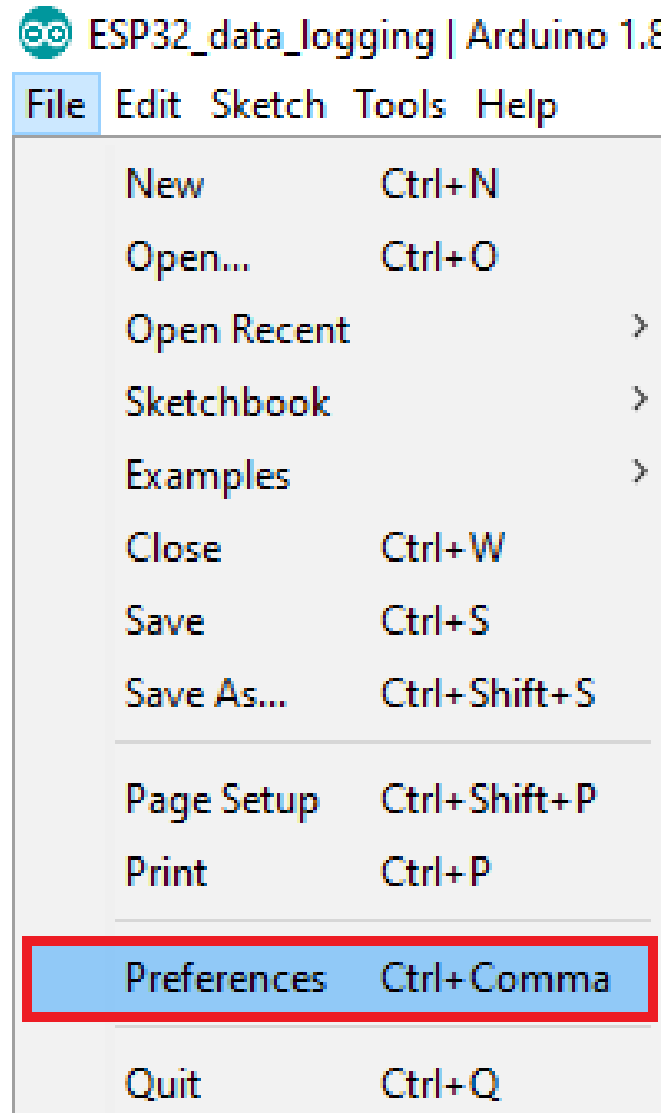 ESP32_data_logging | Arduino 1.8
File Edit Sketch Tools Help
New Ctrl+N
Open... Ctrl+O
Open Recent
Sketchbook
Examples
Close Ctrl+W
Save Ctrl+S
Save As... Ctrl+Shift+S
Page Setup Ctrl+Shift+P
Print Ctrl+P
Preferences Ctrl+Comma
Quit Ctrl+Q